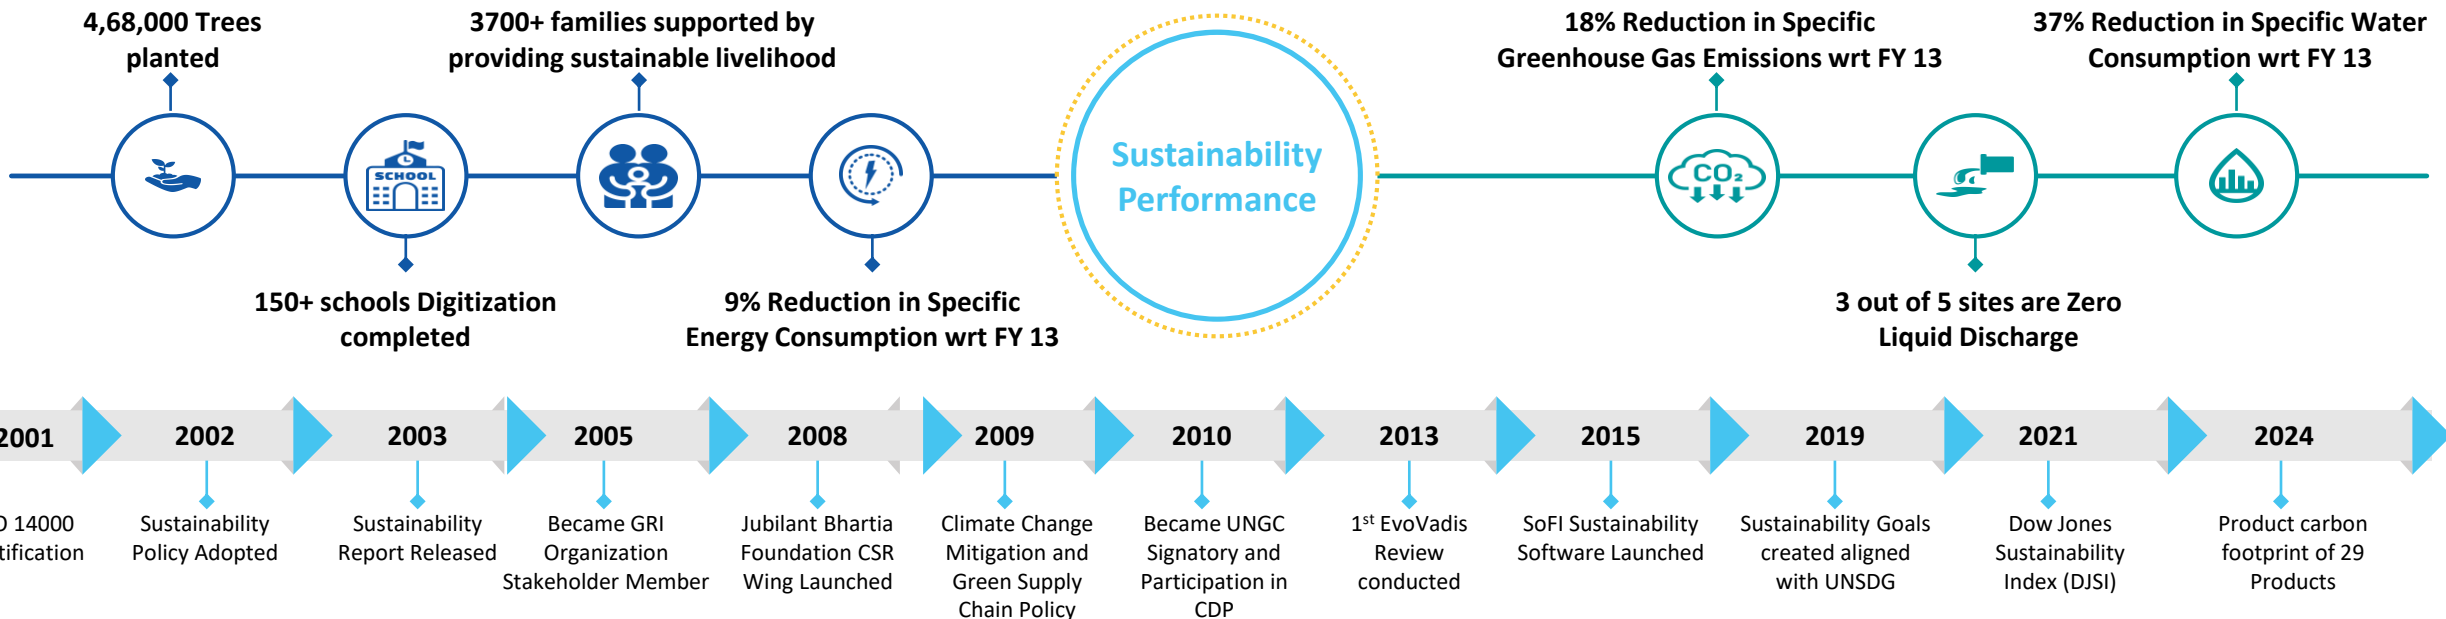 4,68,000 Trees
planted
3700+ families supported by
providing sustainable livelihood
18% Reduction in Specific
Greenhouse Gas Emissions wrt FY 13
37% Reduction in Specific Water
Consumption wrt FY 13
SCHOOL
Sustainability
Performance
CO₂
150+ schools Digitization
completed
9% Reduction in Specific
Energy Consumption wrt FY 13
3 out of 5 sites are Zero
Liquid Discharge
2001
2002
2003
2005
2008
2009
2010
2013
2015
2019
2021
2024
14000
Sustainability
Policy Adopted
Sustainability
Report Released
Became GRI
Organization
Stakeholder Member
Jubilant Bhartia
Foundation CSR
Wing Launched
Climate Change
Mitigation and
Green Supply
Chain Policy
Became UNGC
Signatory and
Participation in
CDP
1st EvoVadis
Review
conducted
SoFI Sustainability
Software Launched
Sustainability Goals
created aligned
with UNSDG
Dow Jones
Sustainability
Index (DJSI)
Product carbon
footprint of 29
Products